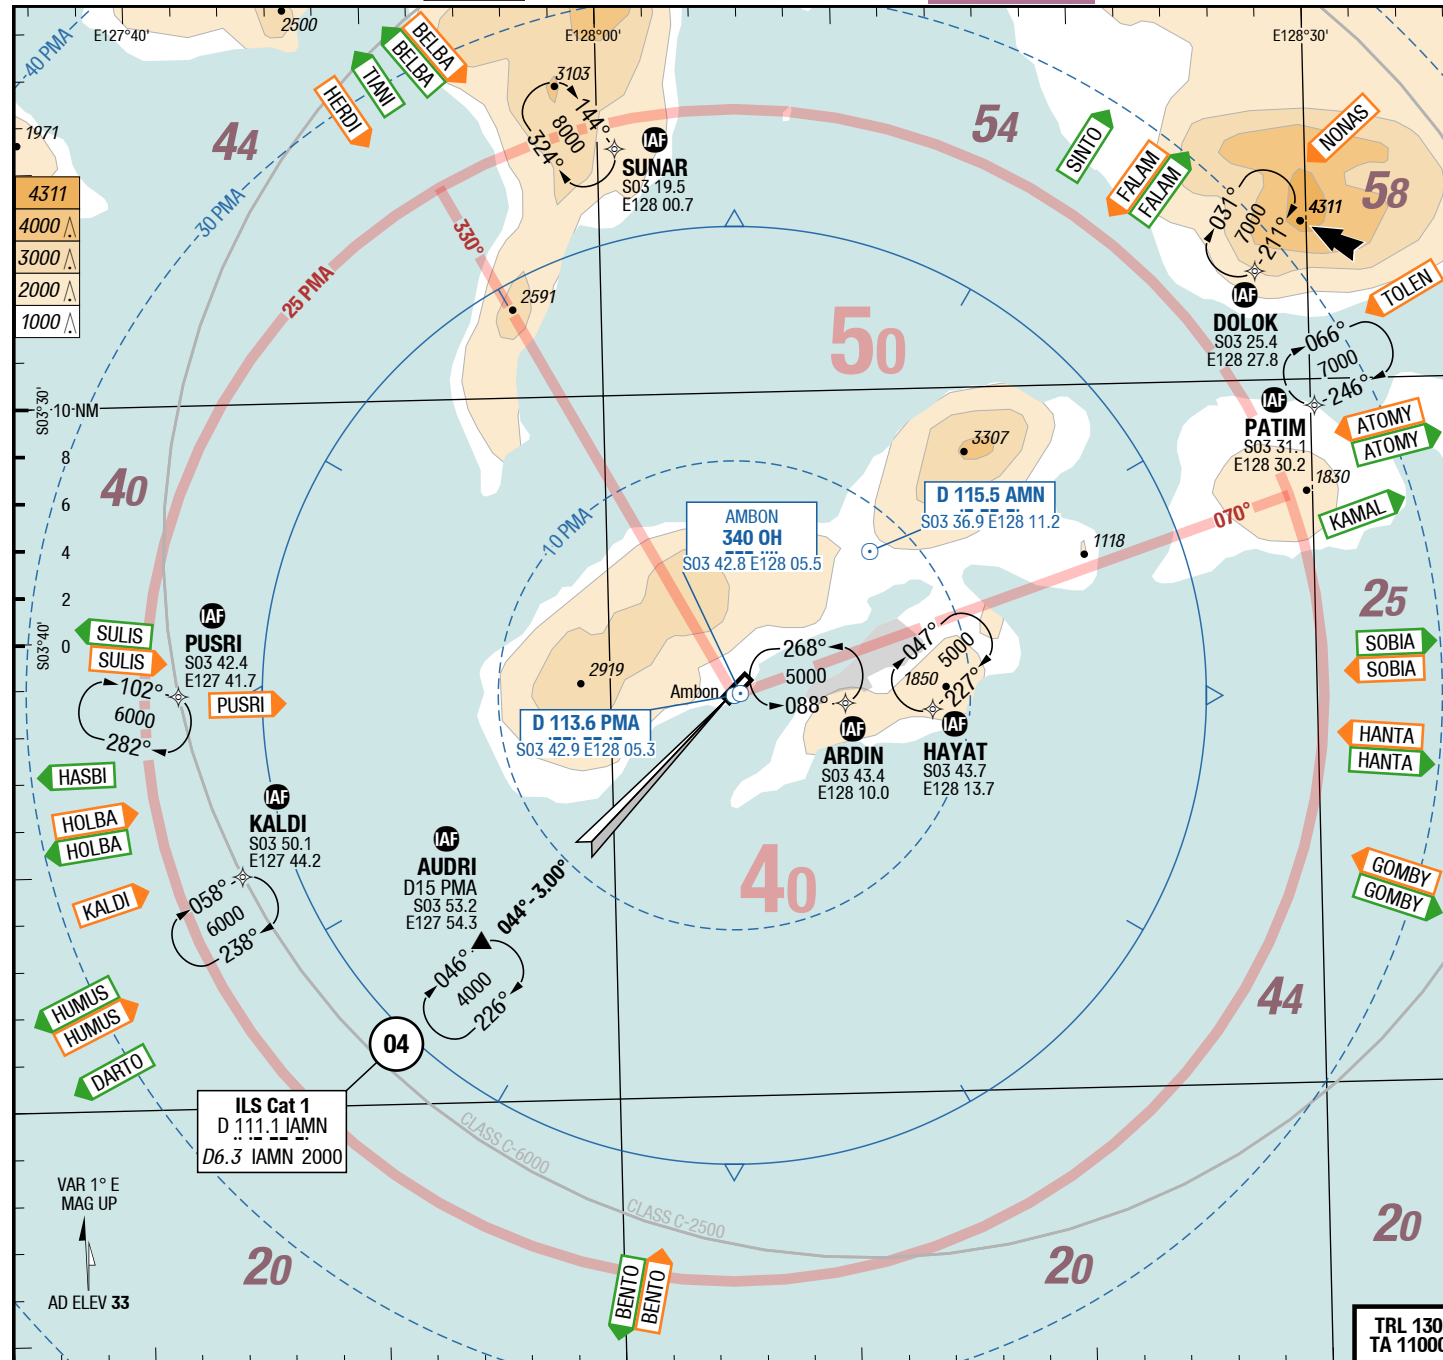 E127°40'
2500
E128°00'
E128°30'
40 PMA
BELBA
BELBA
TIANI
HERDI
3103
144°
8000
324°
IAF
SUNAR
S03 19.5
E128 00.7
44
54
SINTO
FALAM
FALAM
NONAS
58
1971
4311
4000
3000
2000
1000
30 PMA
25 PMA
330°
2591
031°
7000
211°
4311
IAF
DOLOK
S03 25.4
E128 27.8
TOLEN
066°
7000
246°
50
S03°30'
10 NM
8
6
4
2
0
S03°40'
40
IAF
PATIM
S03 31.1
E128 30.2
ATOMY
ATOMY
1830
KAMAL
070°
3307
D 115.5 AMN
S03 36.9 E128 11.2
AMBON
340 OH
S03 42.8 E128 05.5
10 PMA
1118
25
SULIS
SULIS
IAF
PUSRI
S03 42.4
E127 41.7
102°
6000
282°
PUSRI
2919
Ambon
D 113.6 PMA
S03 42.9 E128 05.3
268°
5000
088°
047°
5000
1850
227°
IAF
ARDIN
S03 43.4
E128 10.0
IAF
HAYAT
S03 43.7
E128 13.7
SOBIA
SOBIA
HANTA
HANTA
HASBI
HOLBA
HOLBA
KALDI
IAF
KALDI
S03 50.1
E127 44.2
058°
6000
238°
IAF
AUDRI
D15 PMA
S03 53.2
E127 54.3
044° - 3.00°
046°
4000
226°
40
GOMBY
GOMBY
HUMUS
HUMUS
DARTO
04
44
ILS Cat 1
D 111.1 IAMN
D6.3 IAMN 2000
CLASS C-6000
CLASS C-2500
VAR 1° E
MAG UP
AD ELEV 33
20
BENTO
BENTO
20
20
TRL 130
TA 11000